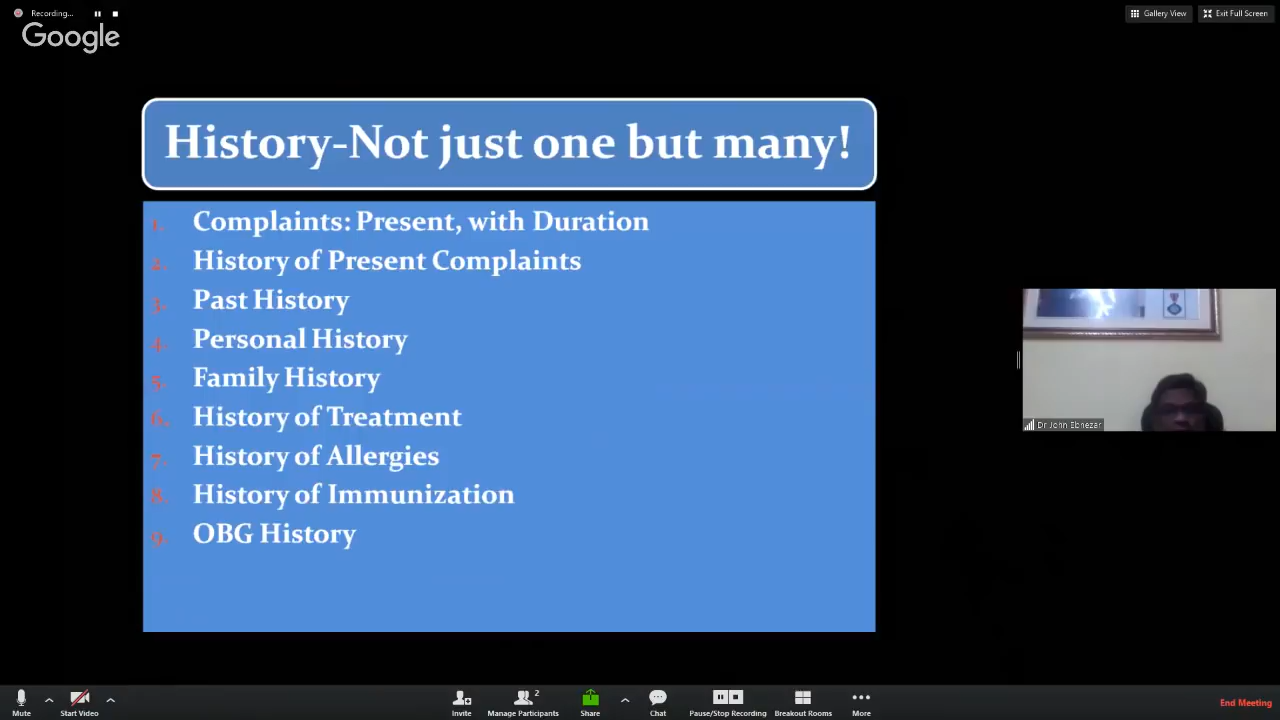 Recording...
Gallery View
Exit Full Screen
Google
History-Not just one but many!
1. Complaints: Present, with Duration
2. History of Present Complaints
3. Past History
4. Personal History
5. Family History
6. History of Treatment
7. History of Allergies
8. History of Immunization
9. OBG History
Dr John Ebnezar
Mute
Start Video
Invite
2
Manage Participants
Share
Chat
Pause/Stop Recording
Breakout Rooms
More
End Meeting